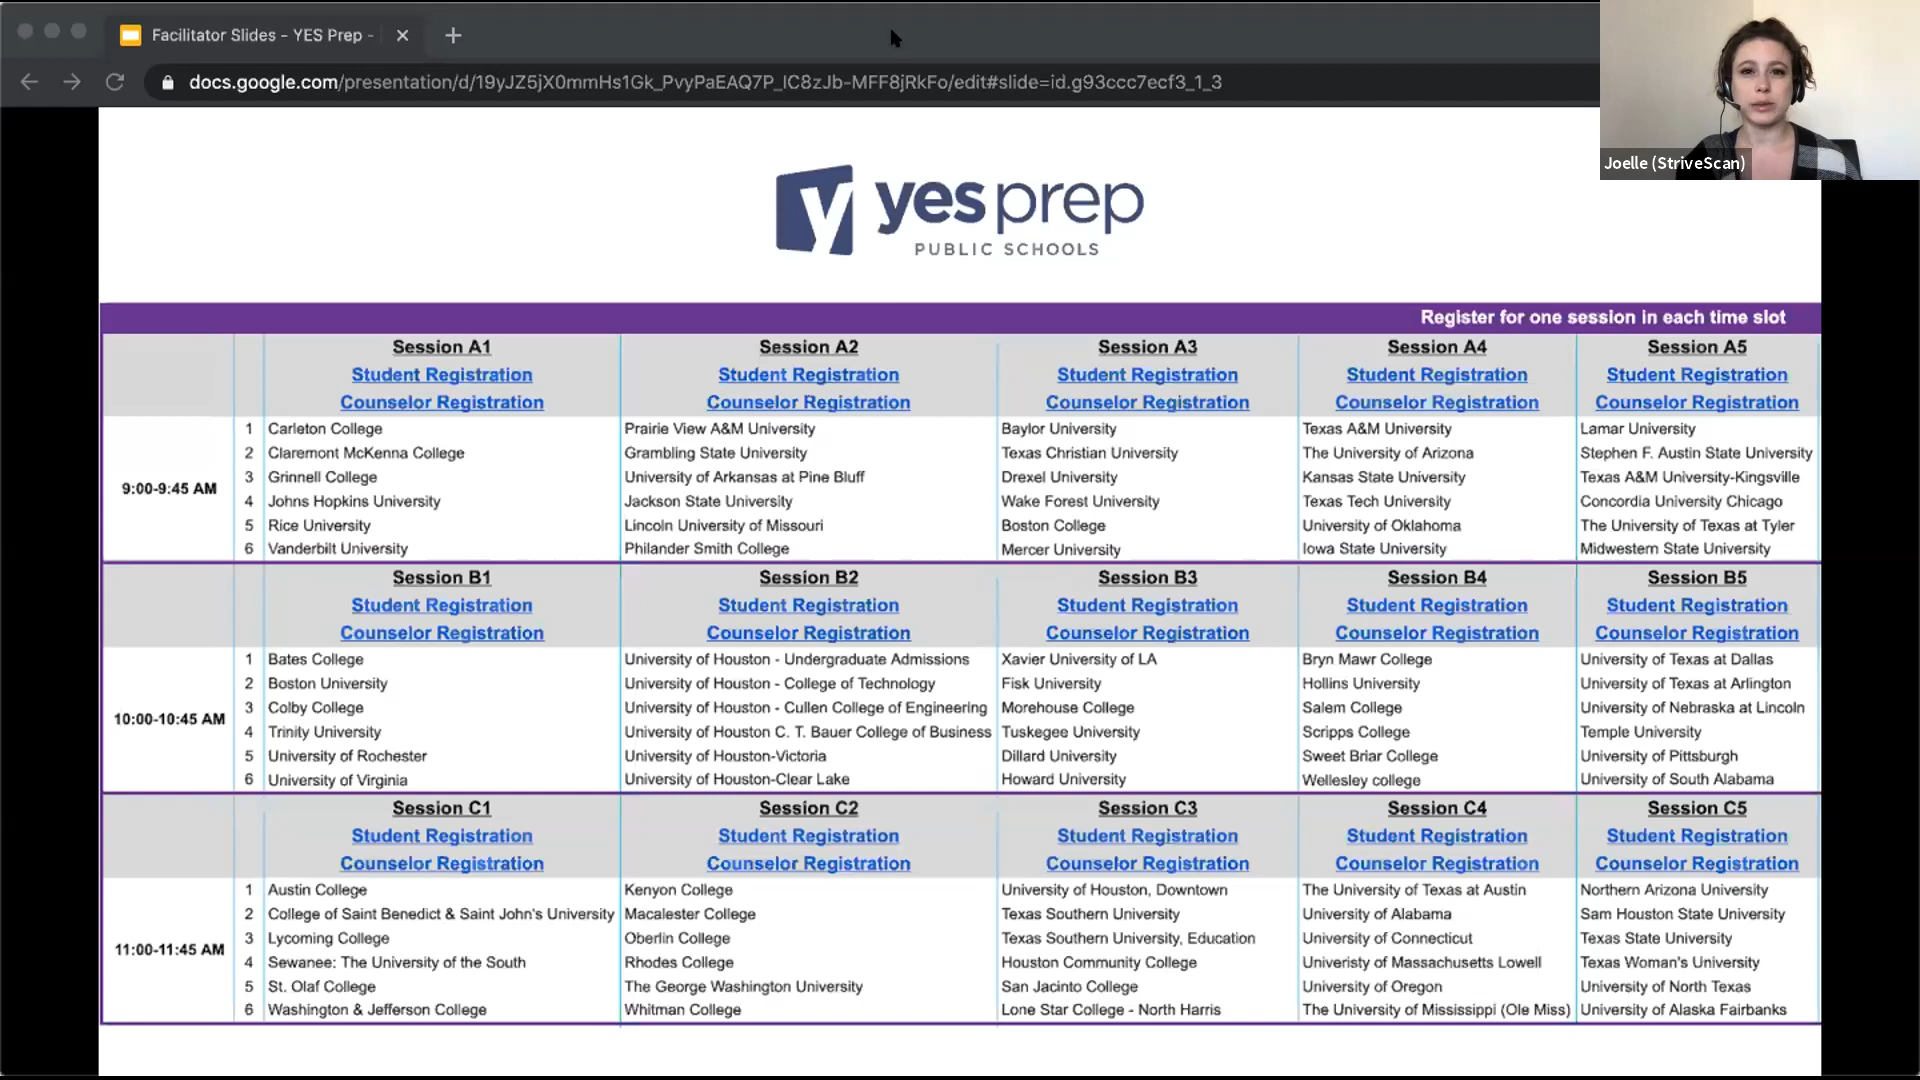 Facilitator Slides - YES Prep -
docs.google.com/presentation/d/19yJZ5jX0mmHs1Gk_PvyPaEAQ7P_IC8zJb-MFF8jRkFo/edit#slide=id.g93ccc7ecf3_1_3
Joelle (StriveScan)
y yes prep
PUBLIC SCHOOLS
Register for one session in each time slot
Session A1 Session A2 Session A3 Session A4 Session A5
Student Registration Student Registration Student Registration Student Registration Student Registration
Counselor Registration Counselor Registration Counselor Registration Counselor Registration Counselor Registration
9:00-9:45 AM
1 Carleton College Prairie View A&M University Baylor University Texas A&M University Lamar University
2 Claremont McKenna College Grambling State University Texas Christian University The University of Arizona Stephen F. Austin State University
3 Grinnell College University of Arkansas at Pine Bluff Drexel University Kansas State University Texas A&M University-Kingsville
4 Johns Hopkins University Jackson State University Wake Forest University Texas Tech University Concordia University Chicago
5 Rice University Lincoln University of Missouri Boston College University of Oklahoma The University of Texas at Tyler
6 Vanderbilt University Philander Smith College Mercer University Iowa State University Midwestern State University
Session B1 Session B2 Session B3 Session B4 Session B5
Student Registration Student Registration Student Registration Student Registration Student Registration
Counselor Registration Counselor Registration Counselor Registration Counselor Registration Counselor Registration
10:00-10:45 AM
1 Bates College University of Houston - Undergraduate Admissions Xavier University of LA Bryn Mawr College University of Texas at Dallas
2 Boston University University of Houston - College of Technology Fisk University Hollins University University of Texas at Arlington
3 Colby College University of Houston - Cullen College of Engineering Morehouse College Salem College University of Nebraska at Lincoln
4 Trinity University University of Houston C. T. Bauer College of Business Tuskegee University Scripps College Temple University
5 University of Rochester University of Houston-Victoria Dillard University Sweet Briar College University of Pittsburgh
6 University of Virginia University of Houston-Clear Lake Howard University Wellesley college University of South Alabama
Session C1 Session C2 Session C3 Session C4 Session C5
Student Registration Student Registration Student Registration Student Registration Student Registration
Counselor Registration Counselor Registration Counselor Registration Counselor Registration Counselor Registration
11:00-11:45 AM
1 Austin College Kenyon College University of Houston, Downtown The University of Texas at Austin Northern Arizona University
2 College of Saint Benedict & Saint John's University Macalester College Texas Southern University University of Alabama Sam Houston State University
3 Lycoming College Oberlin College Texas Southern University, Education University of Connecticut Texas State University
4 Sewanee: The University of the South Rhodes College Houston Community College Univeristy of Massachusetts Lowell Texas Woman's University
5 St. Olaf College The George Washington University San Jacinto College University of Oregon University of North Texas
6 Washington & Jefferson College Whitman College Lone Star College - North Harris The University of Mississippi (Ole Miss) University of Alaska Fairbanks